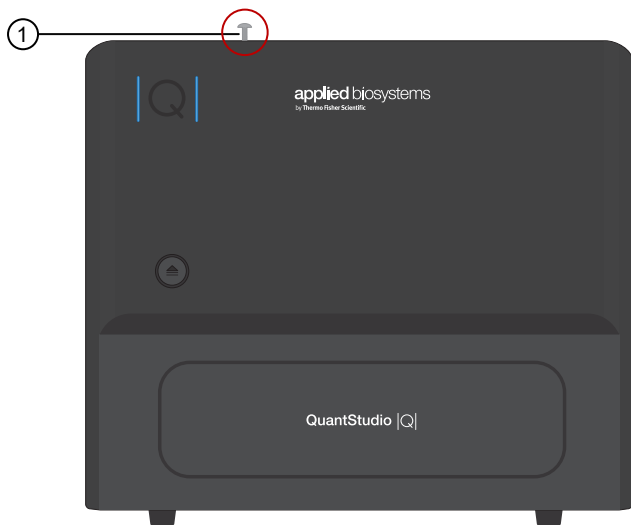 1
|Q|
applied biosystems
by Thermo Fisher Scientific
QuantStudio |Q|